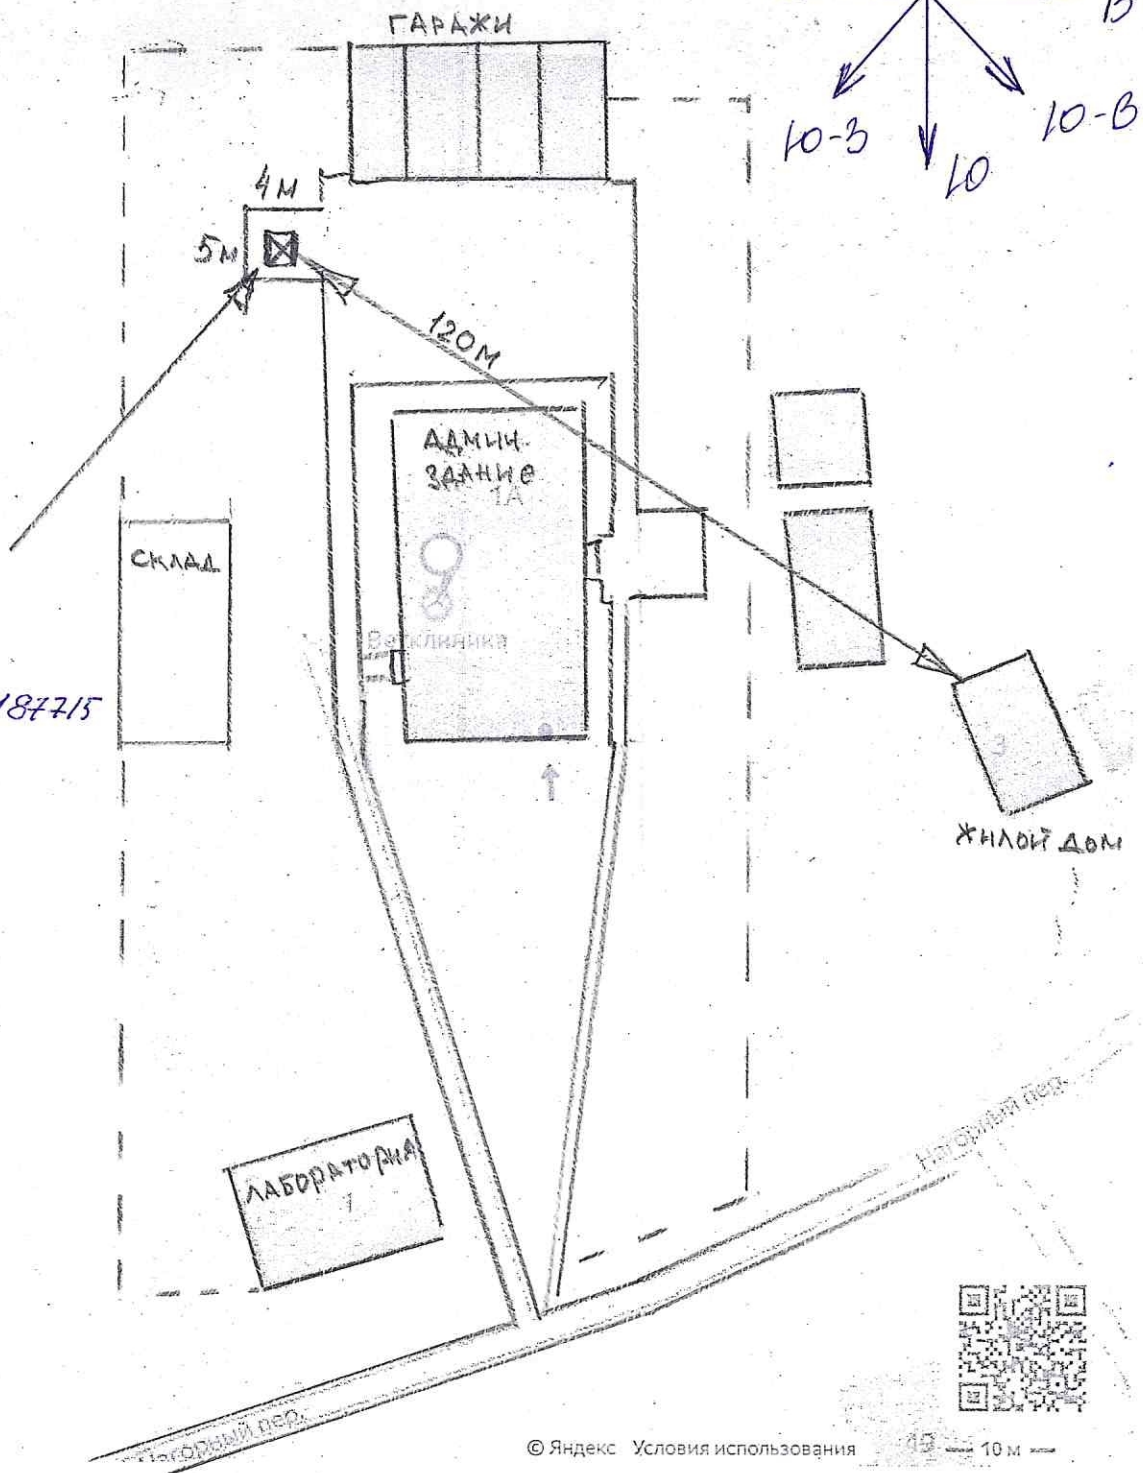 ГАРАЖИ
В
Ю-З
Ю-В
Ю
4м
5м
120м
АДМИН.
ЗДАНИЕ
1А
СКЛАД
Ветклиника
187715
3
ЖИЛОЙ ДОМ
Нагорный пер.
ЛАБОРАТОРИЯ
1
Нагорный пер.
© Яндекс Условия использования
10 м